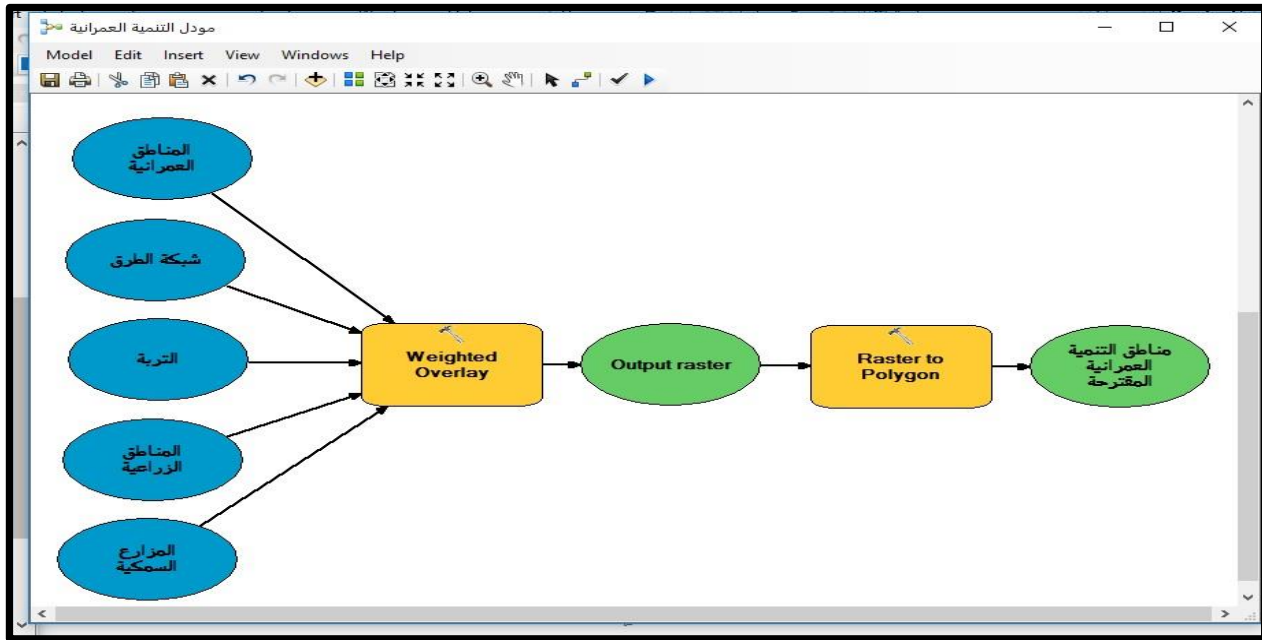 مودل التنمية العمرانية
Model Edit Insert View Windows Help
المناطق
العمرانية
شبكة الطرق
التربة
المناطق
الزراعية
المزارع
السمكية
Weighted
Overlay
Output raster
Raster to
Polygon
مناطق التنمية
العمرانية
المقترحة